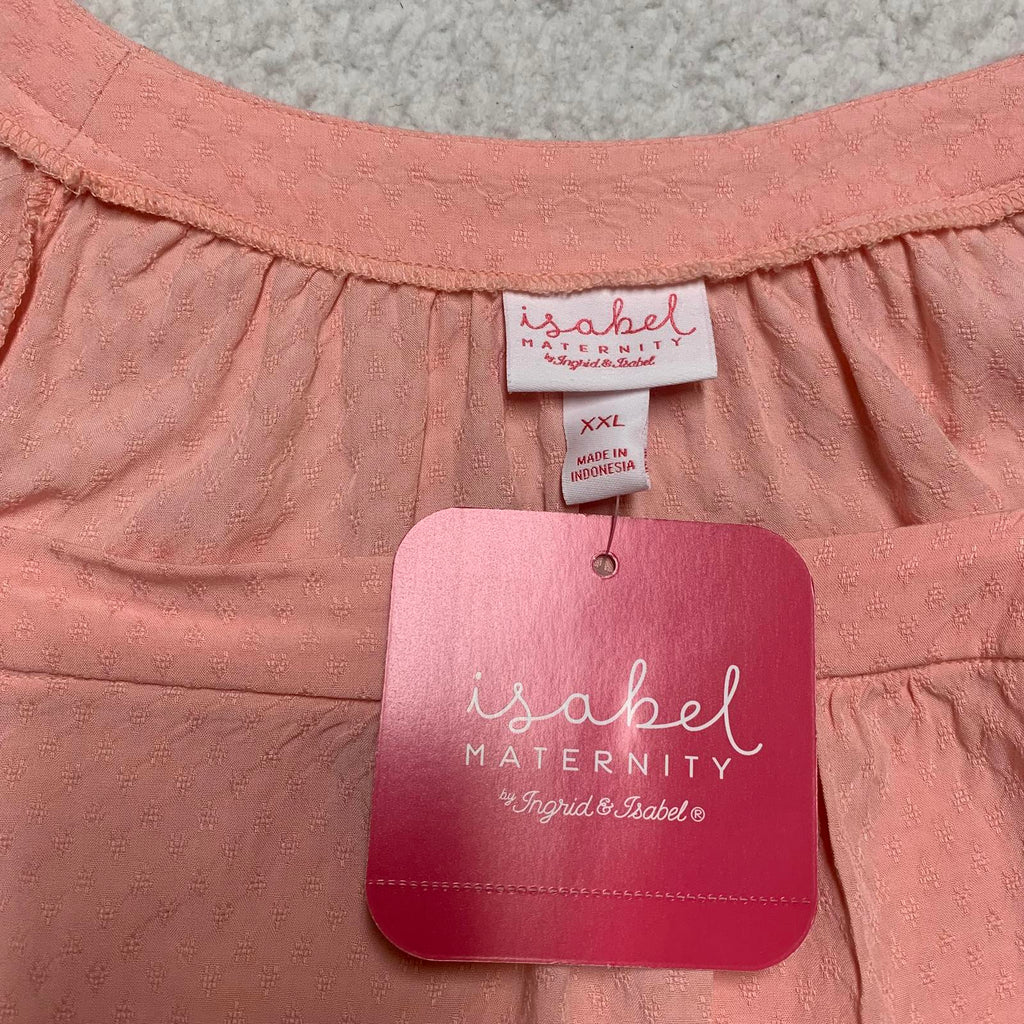 isabel
MATERNITY
by Ingrid & Isabel
XXL
MADE IN
INDONESIA
isabel
MATERNITY
by Ingrid & Isabel®